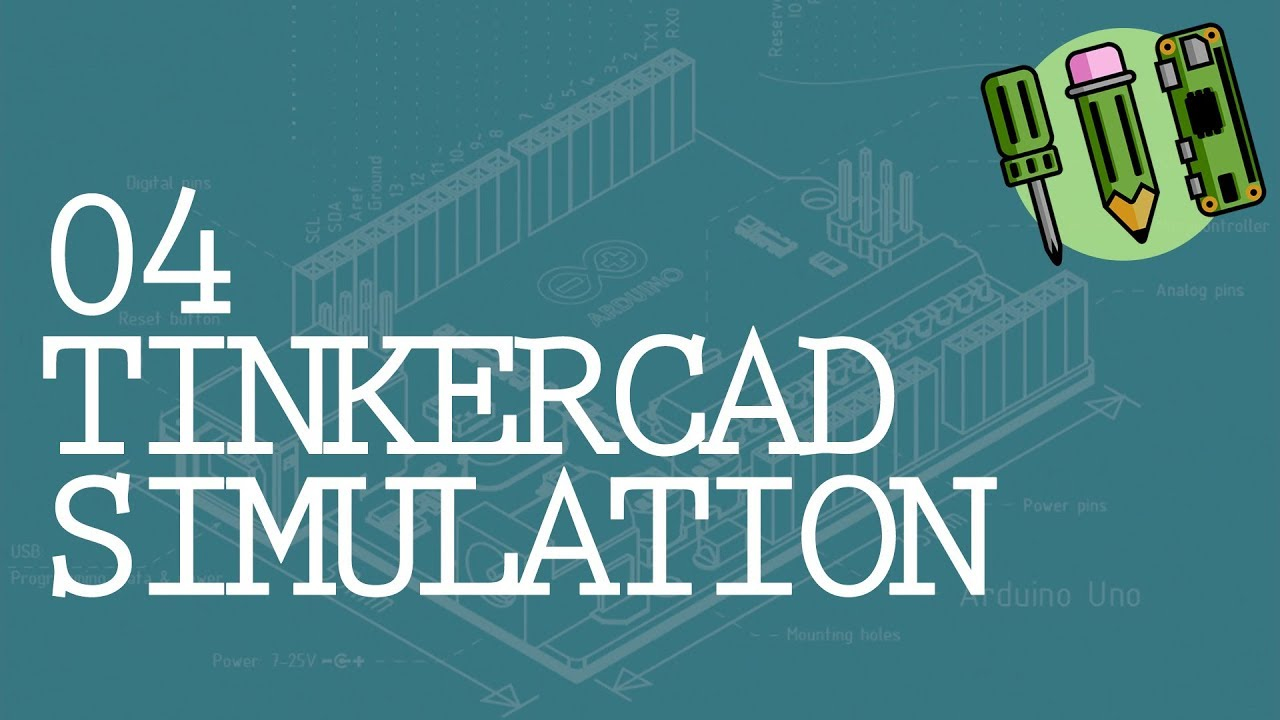 TX1
RX0
2
3~
4
5~
6~
7
8
9~
10~
11~
12
13
Ground
Aref
SDA
SCL
Digital pins
04
TINKERCAD
SIMULATION
ARDUINO
Analog pins
Reset button
Power pins
USB
Arduino Uno
Mounting holes
Power 7-25V